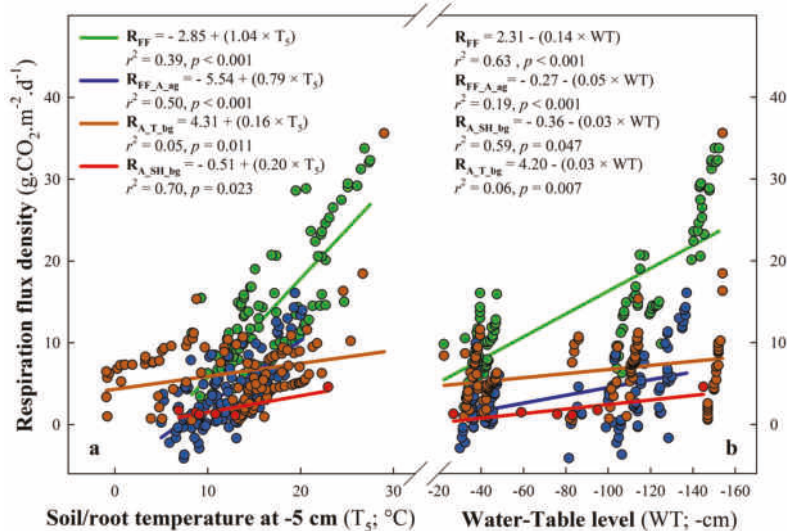 R_FF = - 2.85 + (1.04 × T_5)
r² = 0.39, p < 0.001
R_FF_A_ag = - 5.54 + (0.79 × T_5)
r² = 0.50, p < 0.001
R_A_T_bg = 4.31 + (0.16 × T_5)
r² = 0.05, p = 0.011
R_A_SH_bg = - 0.51 + (0.20 × T_5)
r² = 0.70, p = 0.023
R_FF 2.31 - (0.14 × WT)
r² = 0.63, p < 0.001
R_FF_A_ag = - 0.27 - (0.05 × WT)
r² = 0.19, p < 0.001
R_A_SH_bg = - 0.36 - (0.03 × WT)
r² = 0.59, p = 0.047
R_A_T_bg = 4.20 - (0.03 × WT)
r² = 0.06, p = 0.007
Respiration flux density (g.CO₂.m⁻².d⁻¹)
40
30
20
10
0
40
30
20
10
0
a
b
0 10 20 30
-20 -40 -60 -80 -100 -120 -140 -160
Soil/root temperature at -5 cm (T_5; °C)
Water-Table level (WT; -cm)